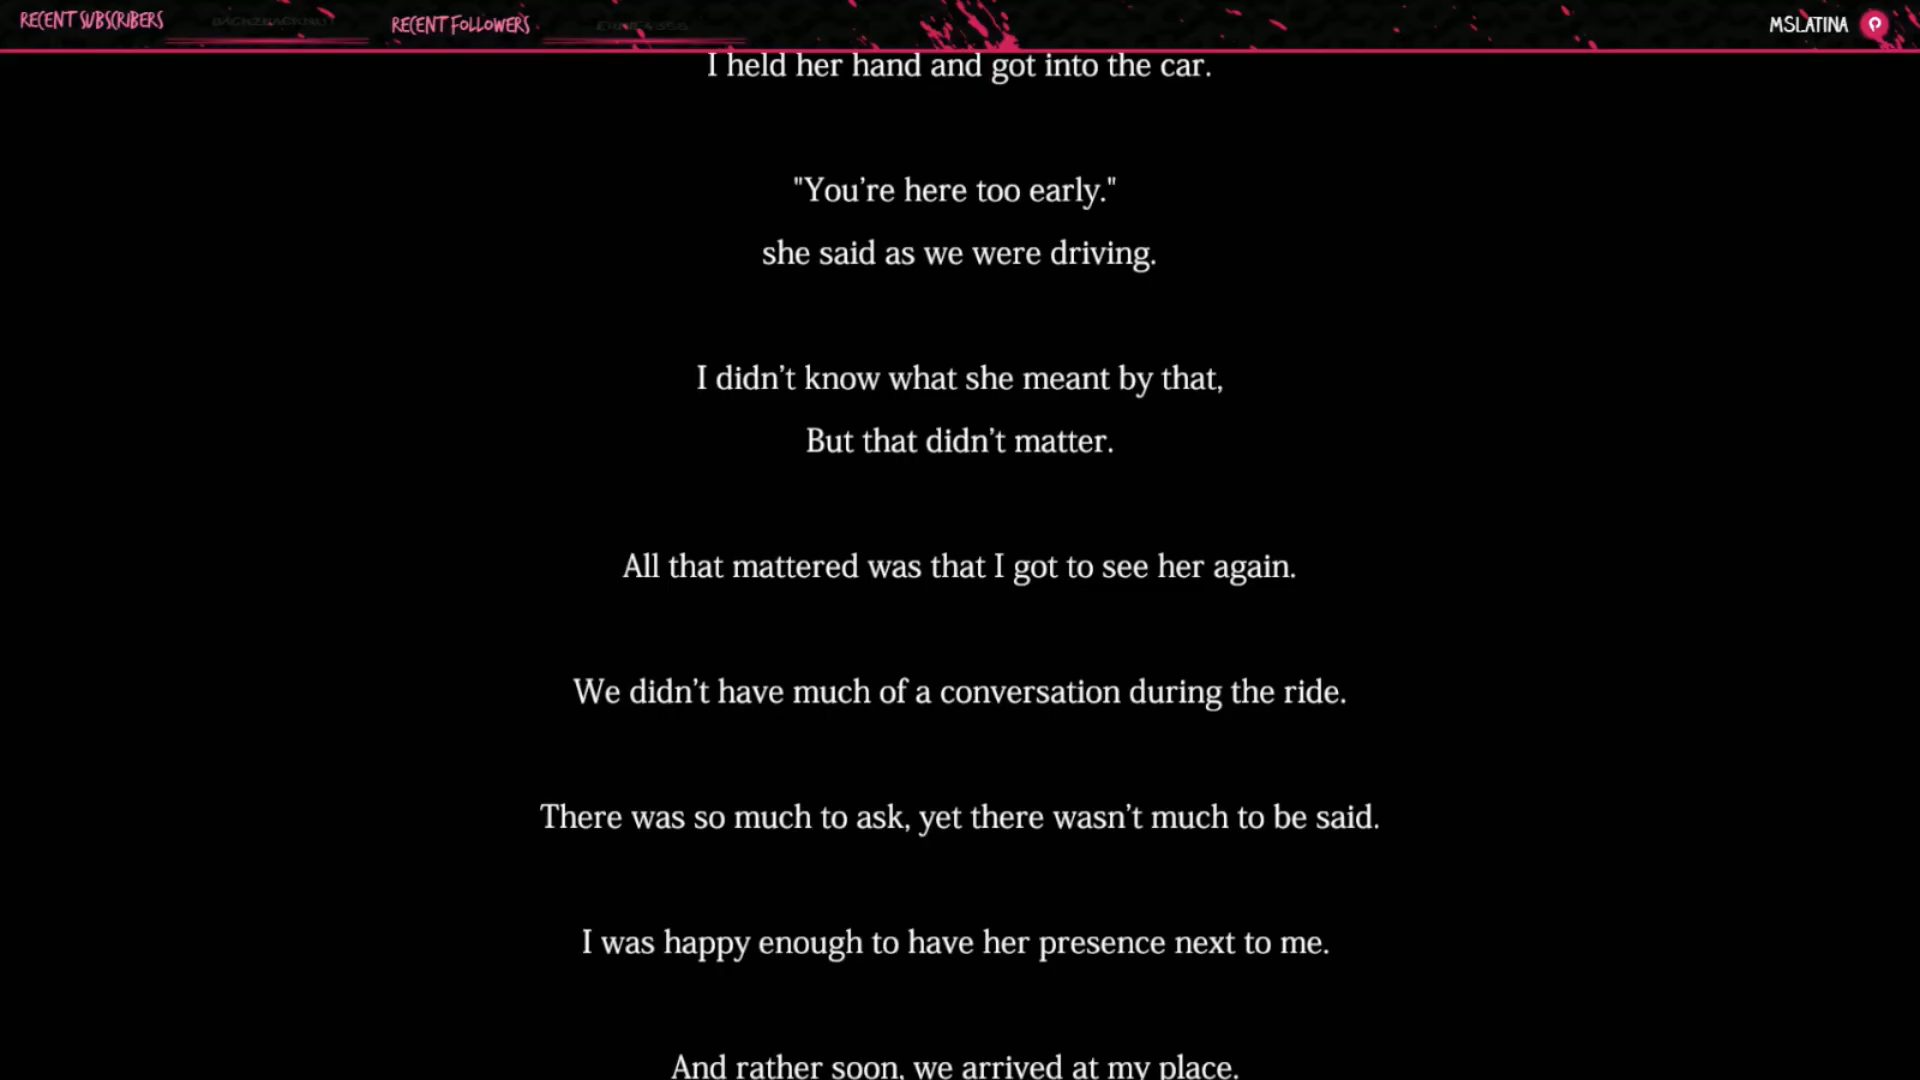 RECENT SUBSCRIBERS
RECENT FOLLOWERS
MSLATINA
I held her hand and got into the car.
"You’re here too early."
she said as we were driving.
I didn’t know what she meant by that,
But that didn’t matter.
All that mattered was that I got to see her again.
We didn’t have much of a conversation during the ride.
There was so much to ask, yet there wasn’t much to be said.
I was happy enough to have her presence next to me.
And rather soon, we arrived at my place.